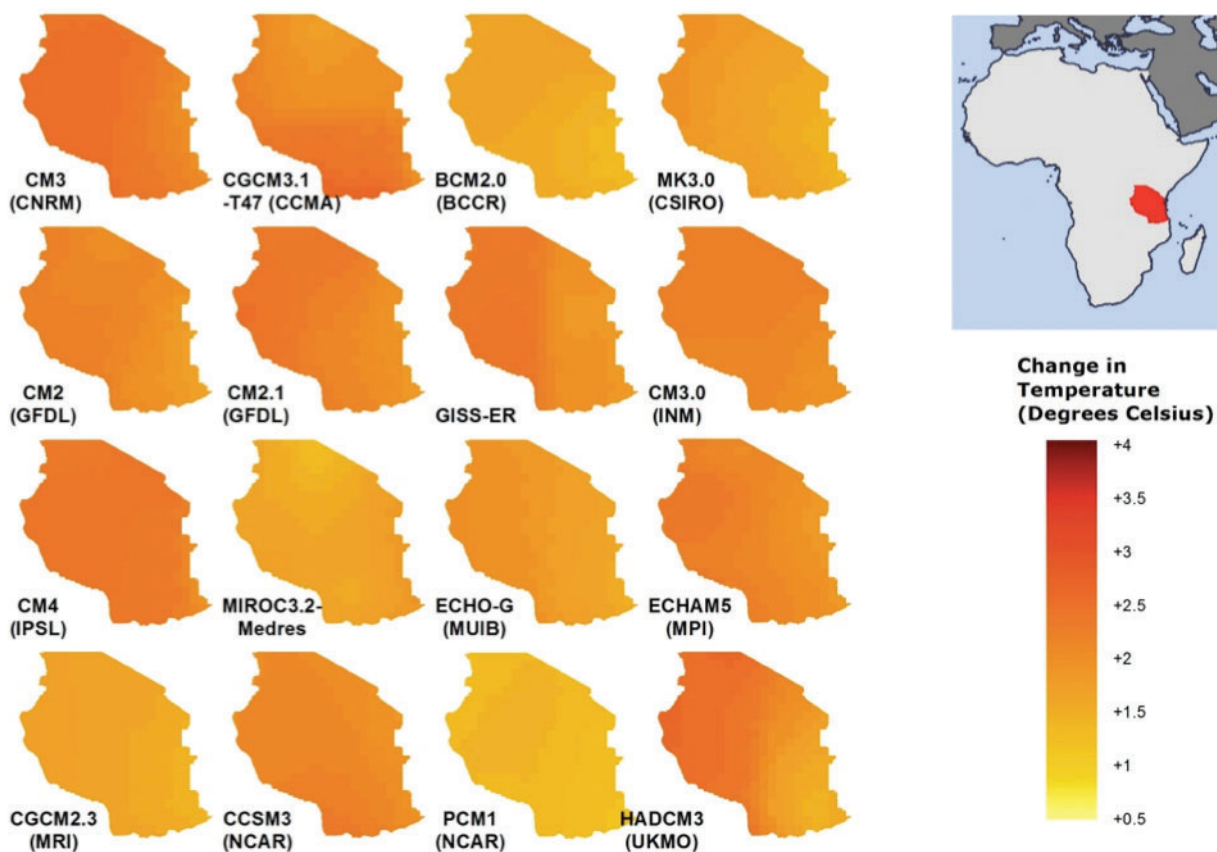 CM3
(CNRM)
CGCM3.1
-T47 (CCMA)
BCM2.0
(BCCR)
MK3.0
(CSIRO)
CM2
(GFDL)
CM2.1
(GFDL)
GISS-ER
CM3.0
(INM)
CM4
(IPSL)
MIROC3.2-
Medres
ECHO-G
(MUIB)
ECHAM5
(MPI)
CGCM2.3
(MRI)
CCSM3
(NCAR)
PCM1
(NCAR)
HADCM3
(UKMO)
Change in
Temperature
(Degrees Celsius)
+4
+3.5
+3
+2.5
+2
+1.5
+1
+0.5